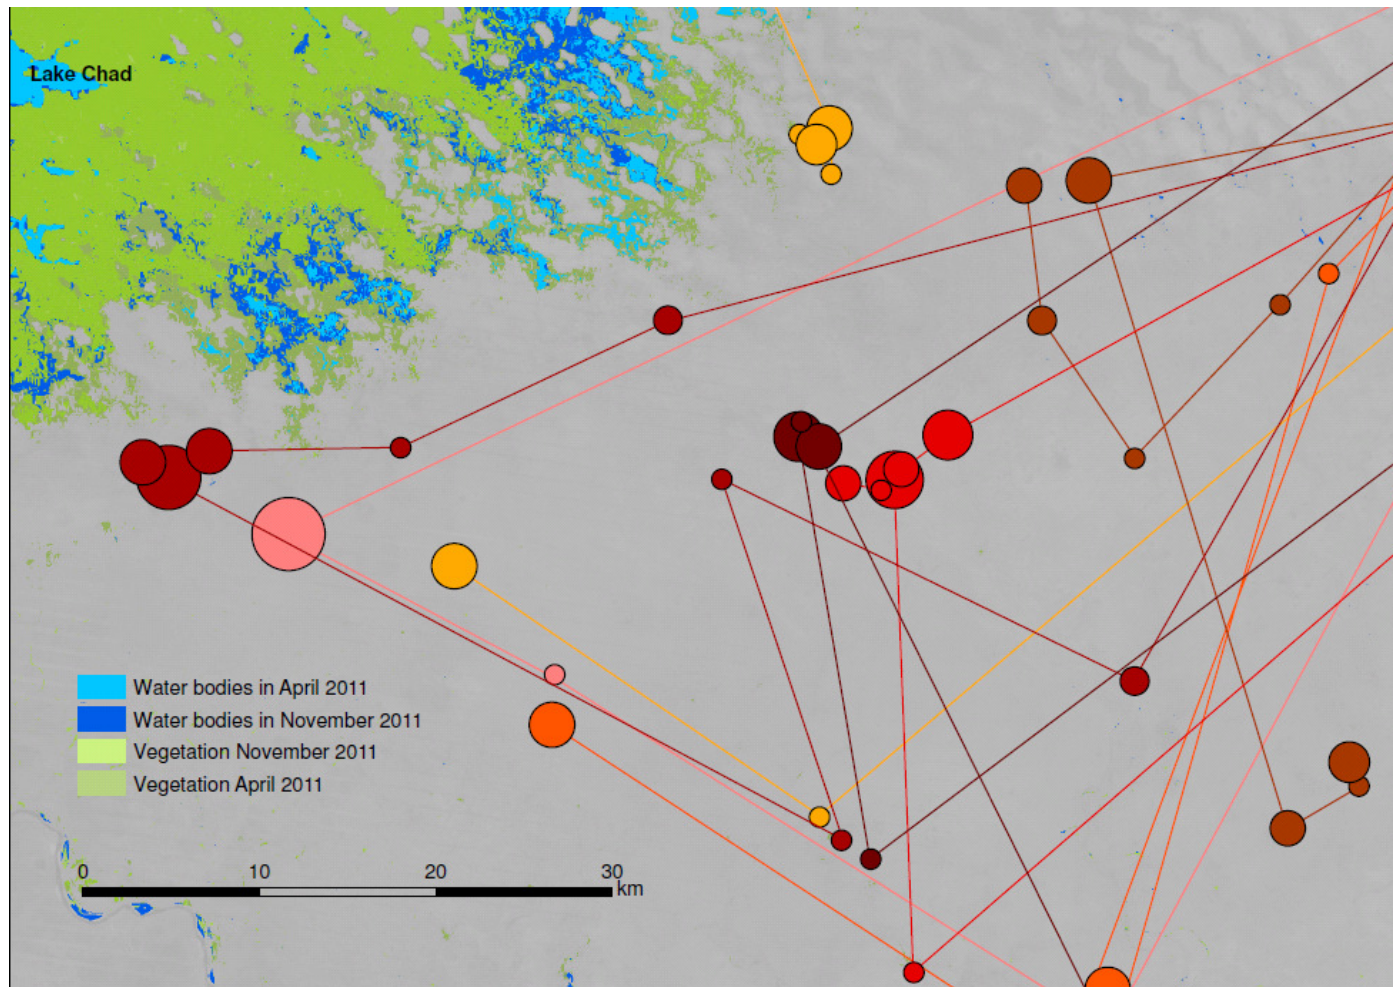 Lake Chad
Water bodies in April 2011
Water bodies in November 2011
Vegetation November 2011
Vegetation April 2011
0 10 20 30
km